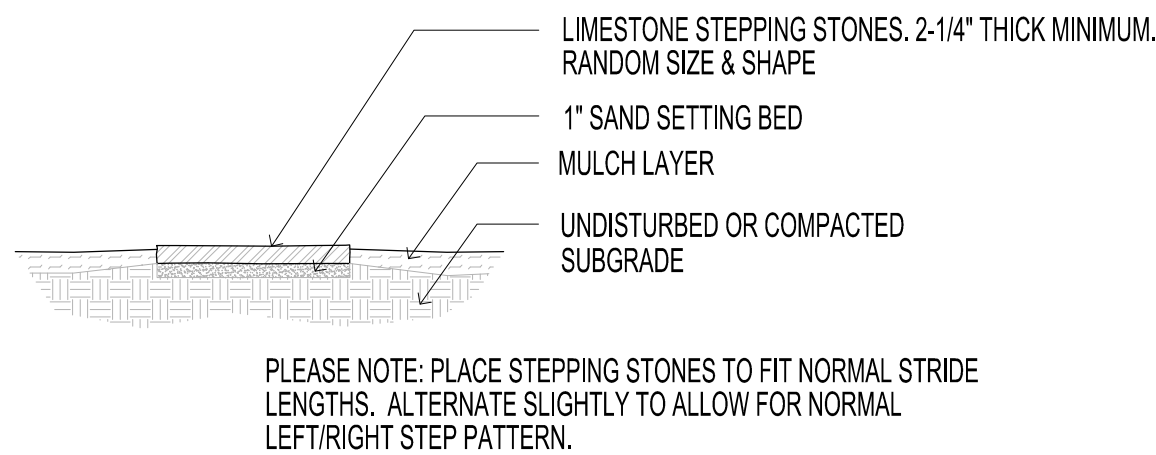 LIMESTONE STEPPING STONES. 2-1/4" THICK MINIMUM.
RANDOM SIZE & SHAPE
1" SAND SETTING BED
MULCH LAYER
UNDISTURBED OR COMPACTED
SUBGRADE
PLEASE NOTE: PLACE STEPPING STONES TO FIT NORMAL STRIDE
LENGTHS. ALTERNATE SLIGHTLY TO ALLOW FOR NORMAL
LEFT/RIGHT STEP PATTERN.